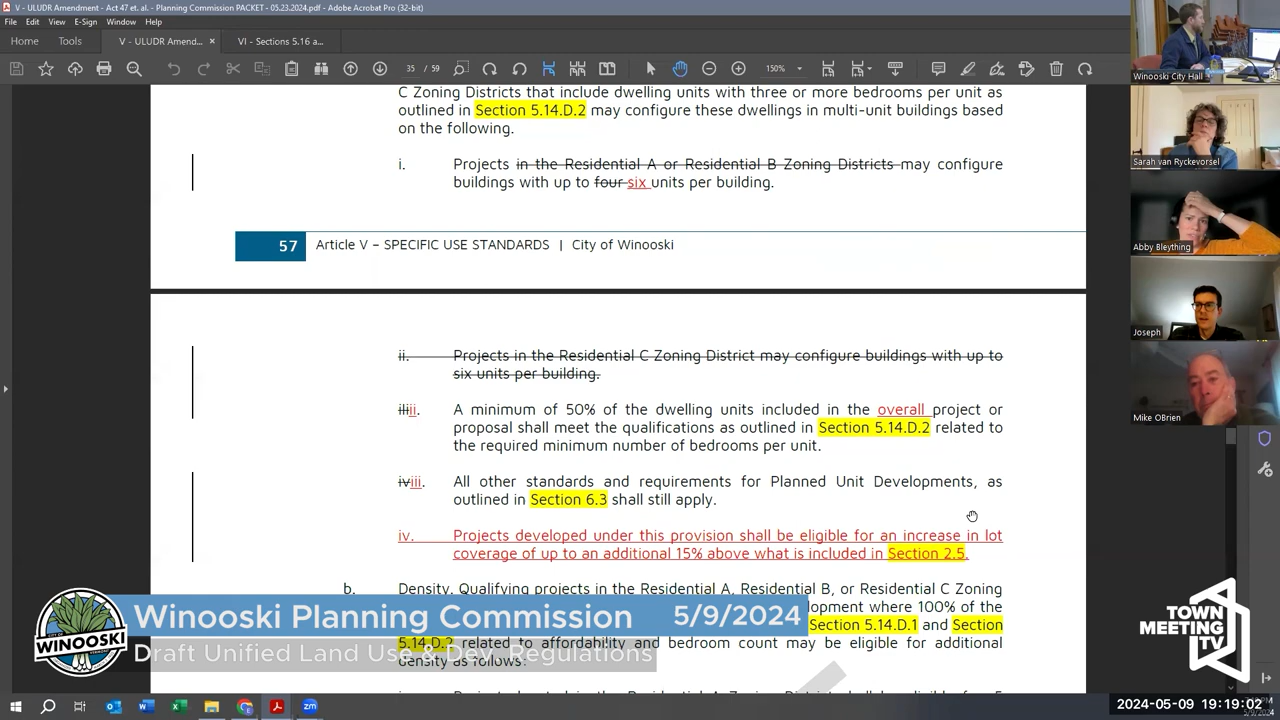 V - ULUDR Amendment - Act 47 et. al. - Planning Commission PACKET - 05.23.2024.pdf - Adobe Acrobat Pro (32-bit)
File Edit View E-Sign Window Help
Home Tools V - ULUDR Amend... × VI - Sections 5.16 a...
35 / 59 150%
C Zoning Districts that include dwelling units with three or more bedrooms per unit as
outlined in Section 5.14.D.2 may configure these dwellings in multi-unit buildings based
on the following.
i. Projects in the Residential A or Residential B Zoning Districts may configure
buildings with up to four six units per building.
57 Article V – SPECIFIC USE STANDARDS | City of Winooski
ii. Projects in the Residential C Zoning District may configure buildings with up to
six units per building.
iiiii. A minimum of 50% of the dwelling units included in the overall project or
proposal shall meet the qualifications as outlined in Section 5.14.D.2 related to
the required minimum number of bedrooms per unit.
iviii. All other standards and requirements for Planned Unit Developments, as
outlined in Section 6.3 shall still apply.
iv. Projects developed under this provision shall be eligible for an increase in lot
coverage of up to an additional 15% above what is included in Section 2.5.
b. Density. Qualifying projects in the Residential A, Residential B, or Residential C Zoning
where 100% of the
Section 5.14.D.1 and Section
5.14.D.2 related to affordability and bedroom count may be eligible for additional
density as follows:
Winooski City Hall
Sarah van Ryckevorsel
Abby Bleything
Joseph
Mike OBrien
Winooski Planning Commission 5/9/2024
Draft Unified Land Use & Dev. Regulations
TOWN
MEETING
TV
2024-05-09 19:19:02